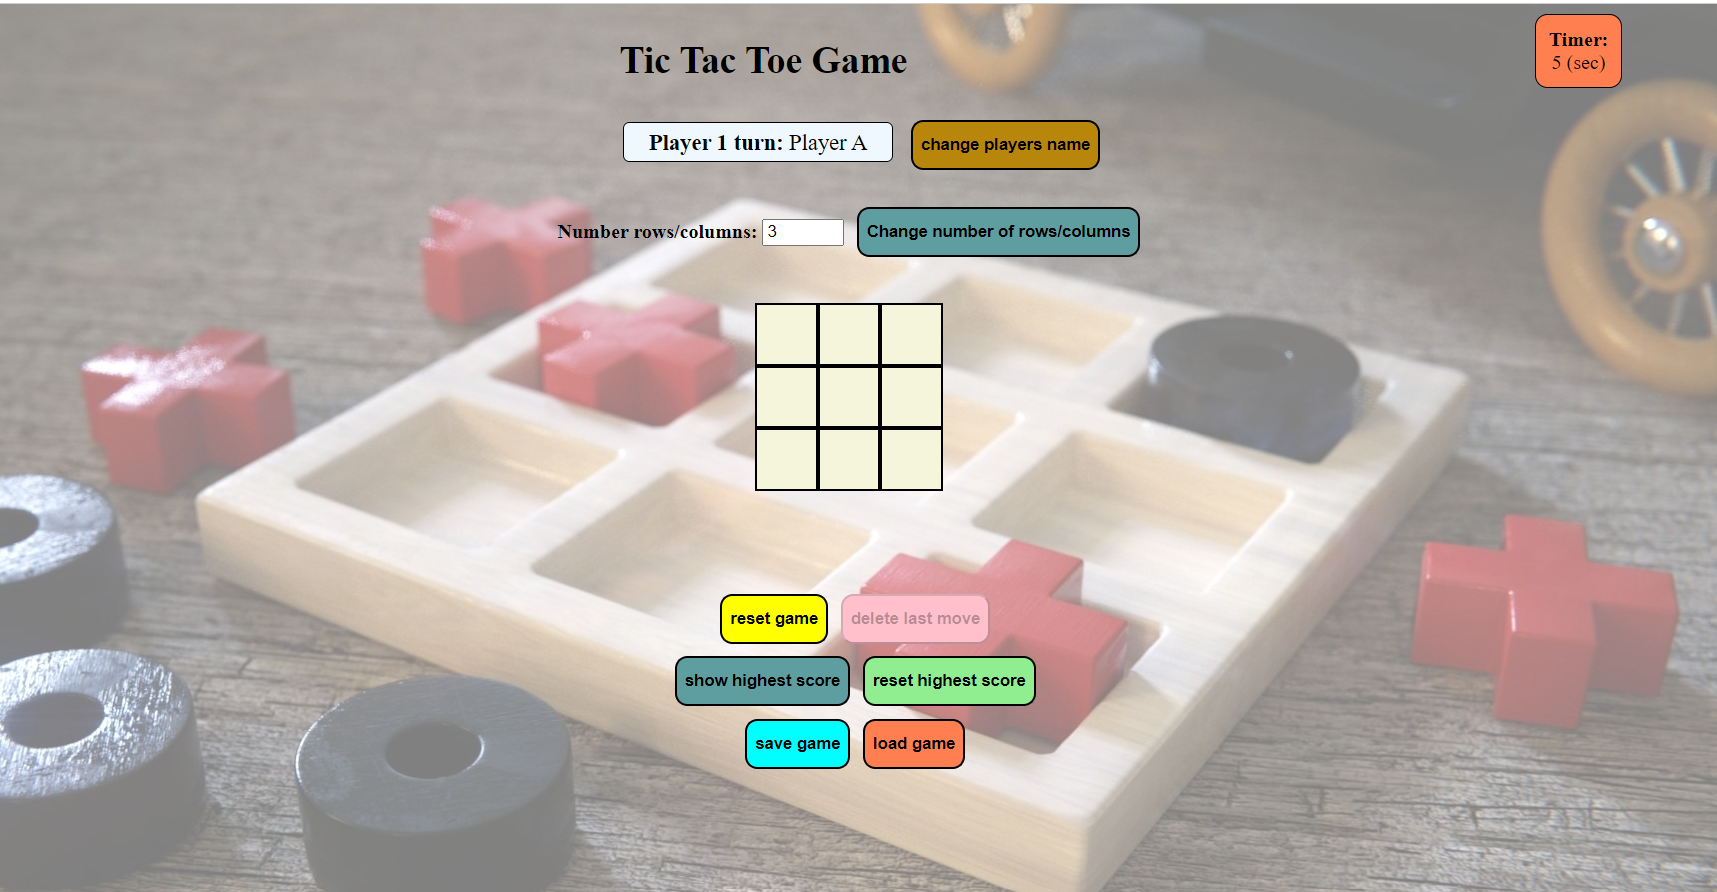 Tic Tac Toe Game
Timer:
5 (sec)
Player 1 turn: Player A
change players name
Number rows/columns: 3
Change number of rows/columns
reset game
delete last move
show highest score
reset highest score
save game
load game